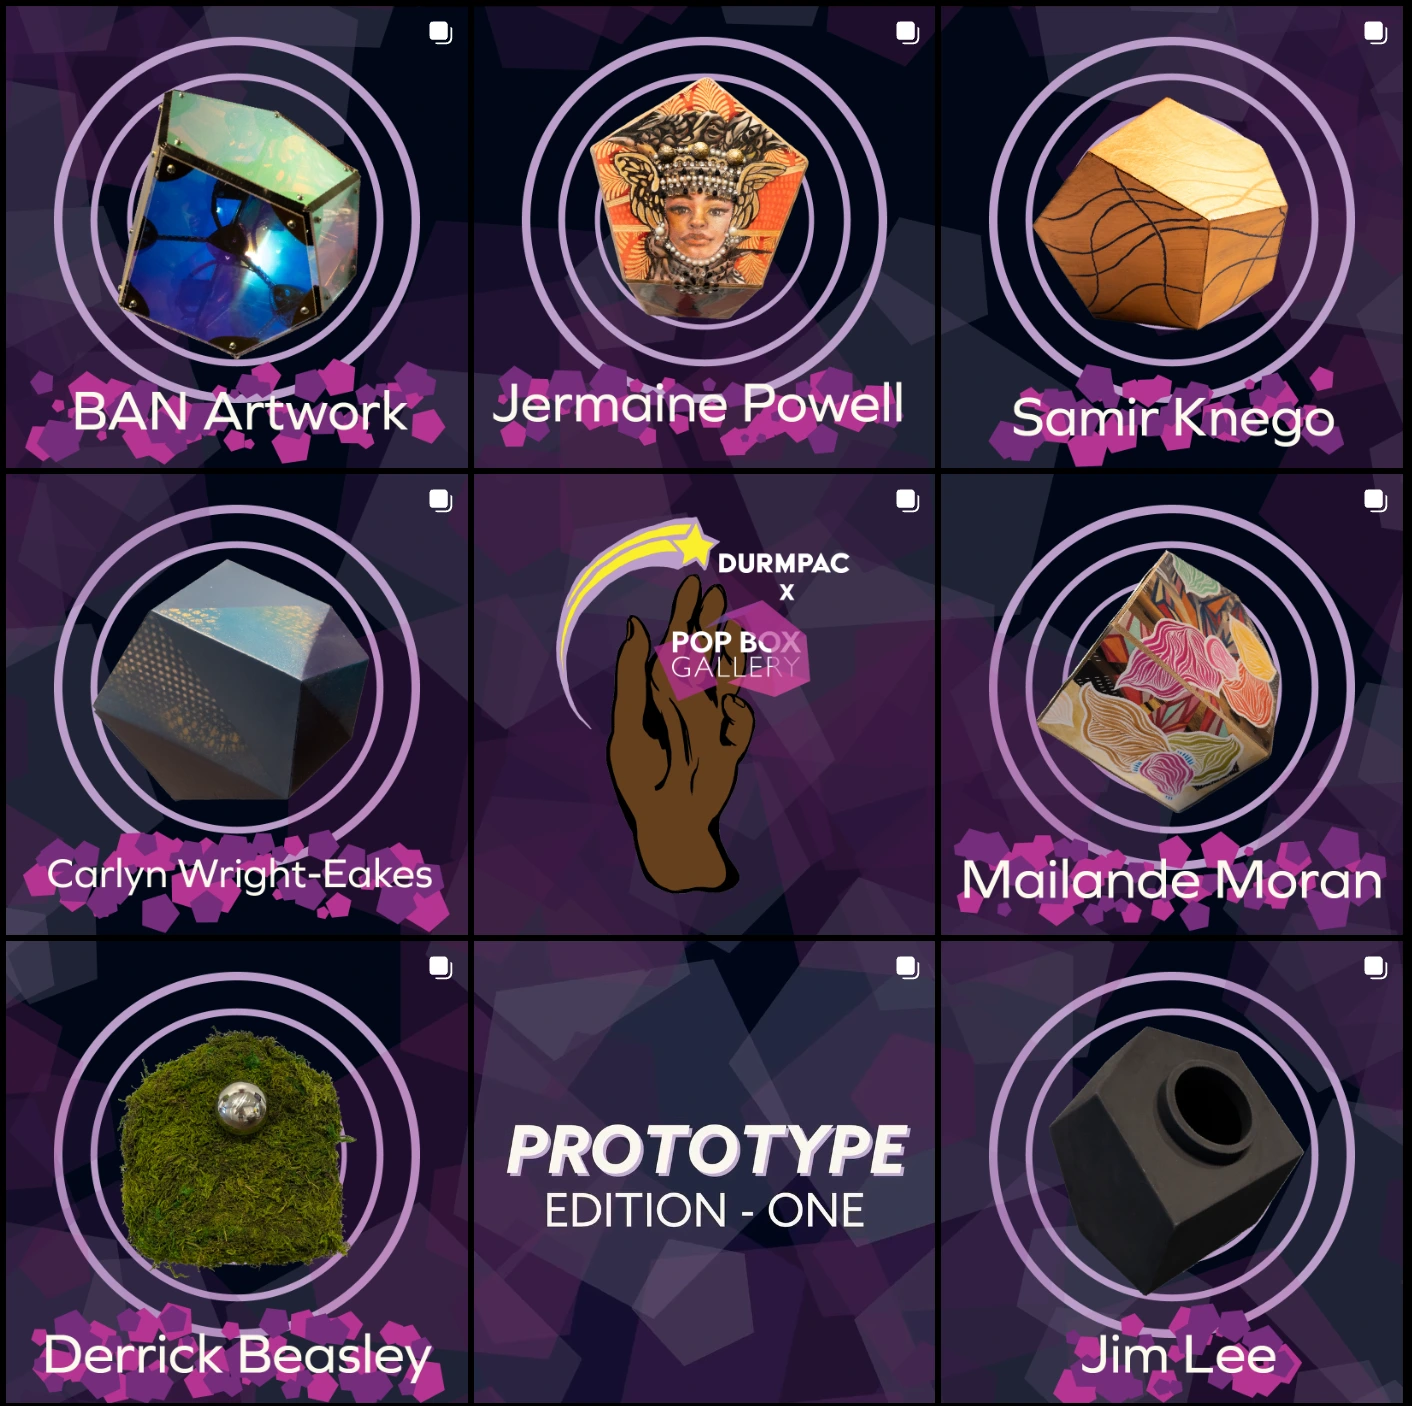 BAN Artwork
Jermaine Powell
Samir Knego
Carlyn Wright-Eakes
DURMPAC
X
POP BOX
GALLERY
Mailande Moran
Derrick Beasley
PROTOTYPE
EDITION - ONE
Jim Lee